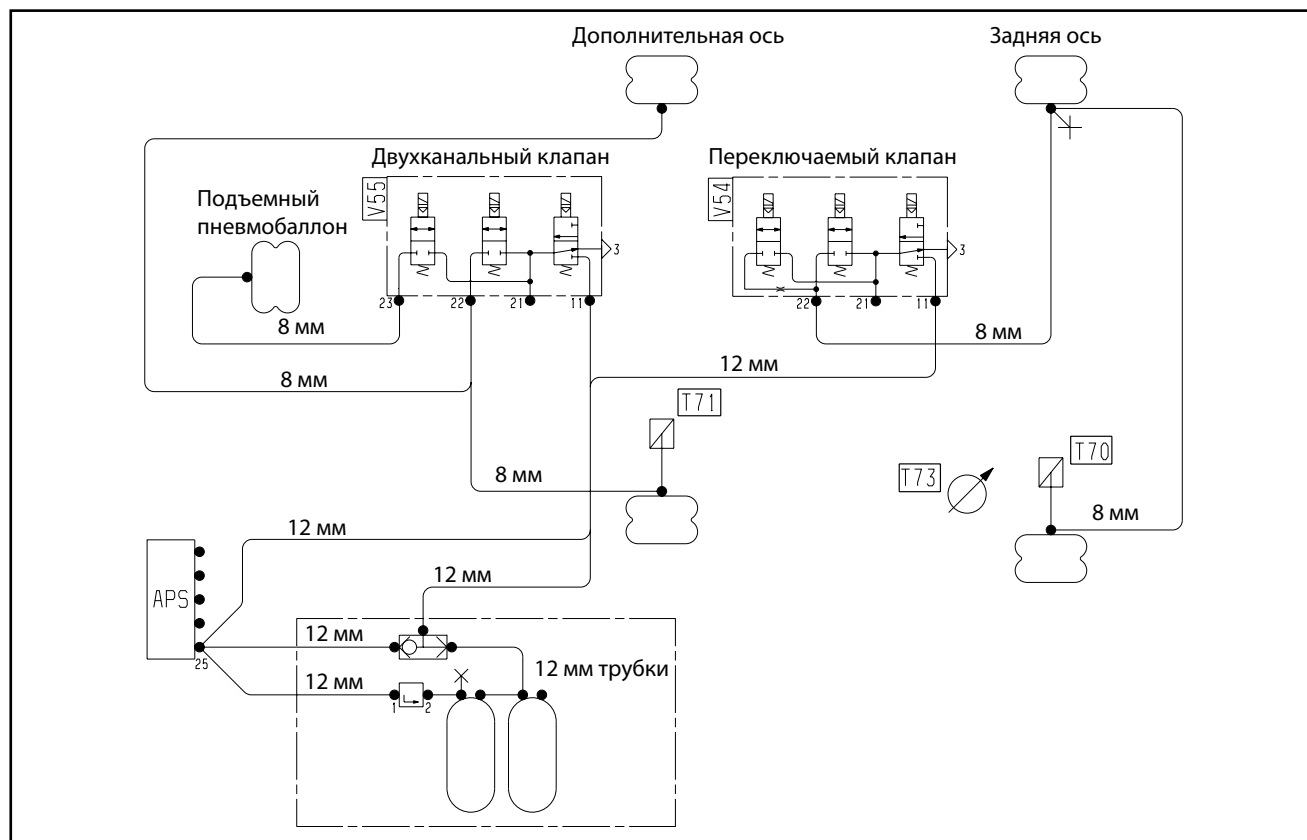 Дополнительная ось
Задняя ось
Двухканальный клапан
Переключаемый клапан
V55
V54
Подъемный
пневмобаллон
3
3
23
22
21
11
22
21
11
8 мм
8 мм
12 мм
8 мм
T71
T70
T73
8 мм
8 мм
12 мм
12 мм
APS
25
12 мм
12 мм трубки
12 мм
1
2